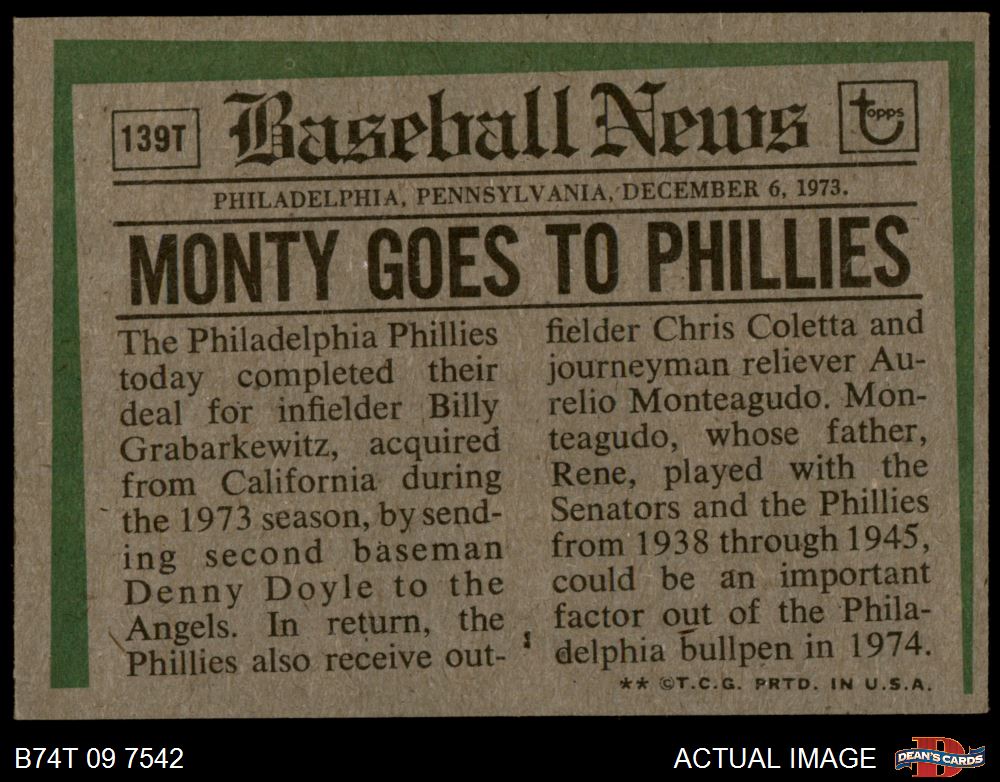 139T
Baseball News
topps
PHILADELPHIA, PENNSYLVANIA, DECEMBER 6, 1973.
MONTY GOES TO PHILLIES
The Philadelphia Phillies
today completed their
deal for infielder Billy
Grabarkewitz, acquired
from California during
the 1973 season, by send-
ing second baseman
Denny Doyle to the
Angels. In return, the
Phillies also receive out-
fielder Chris Coletta and
journeyman reliever Au-
relio Monteagudo. Mon-
teagudo, whose father,
Rene, played with the
Senators and the Phillies
from 1938 through 1945,
could be an important
factor out of the Phila-
delphia bullpen in 1974.
** ©T.C.G. PRTD. IN U.S.A.
B74T 09 7542
ACTUAL IMAGE
D
DEAN'S CARDS